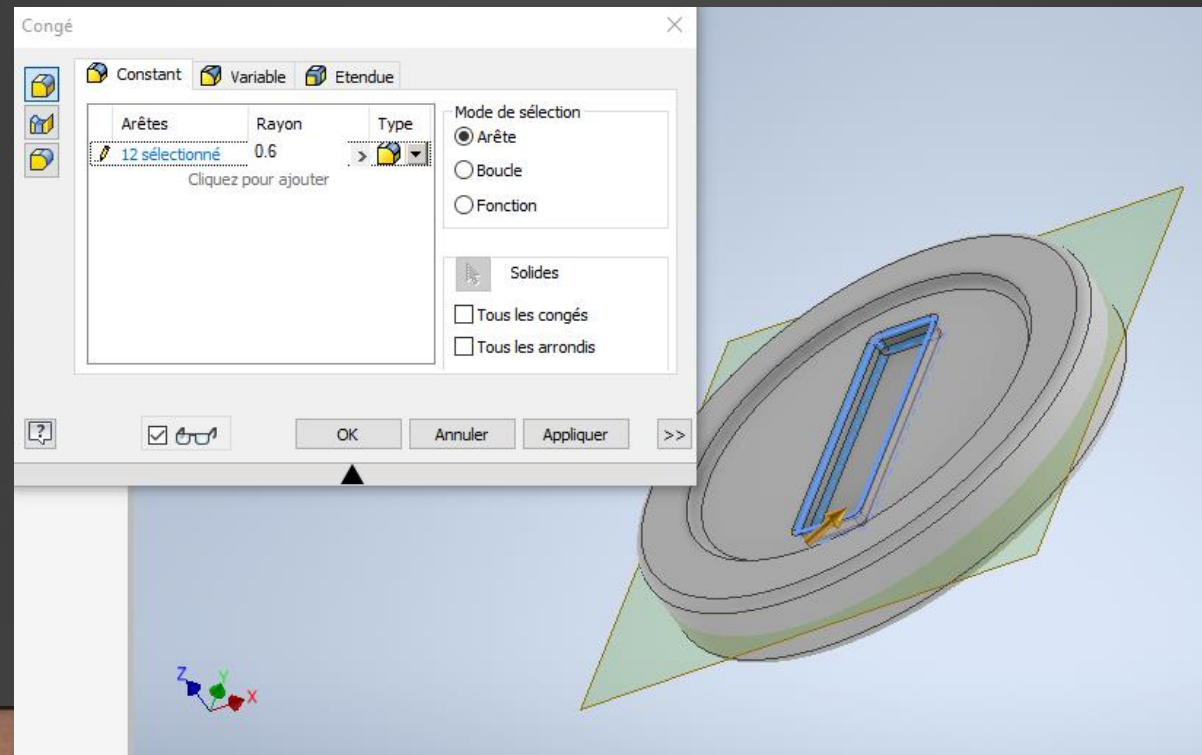 Congé
Constant Variable Etendue
Arêtes Rayon Type
12 sélectionné 0.6 >
Cliquez pour ajouter
Mode de sélection
Arête
Boucle
Fonction
Solides
Tous les congés
Tous les arrondis
? OK Annuler Appliquer >>
Z Y X